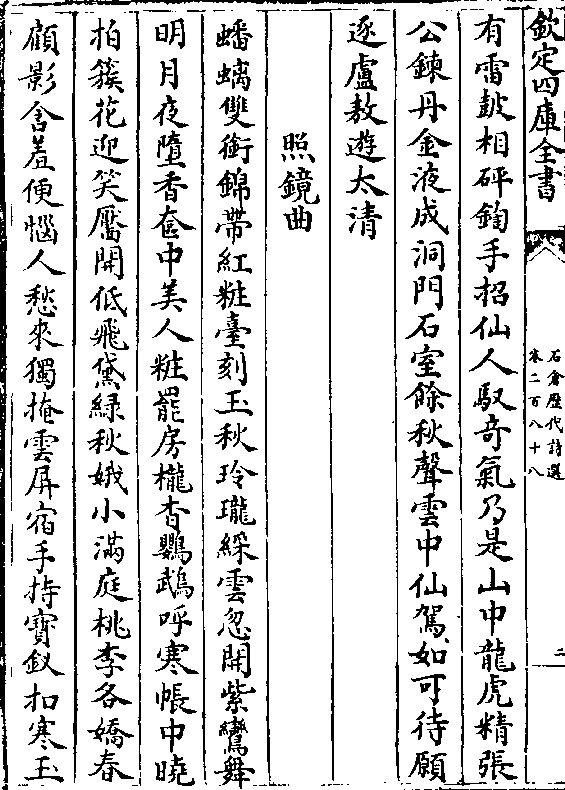 欽定四庫全書
石倉歷代詩選
卷二百八十八
二
有雷鼓相砰鍧手招仙人馭竒氣乃是山中龍虎精張
公鍊丹金液成洞門石室餘秋聲雲中仙駕如可待願
逐盧敖遊太清
照鏡曲
蟠螭雙銜錦帶紅粧臺刻玉秋玲瓏綵雲忽開紫鸞舞
明月夜墮香奩中美人粧罷房櫳杳鸚鵡呼寒帳中曉
拍簇花迎笑靨開低飛黛綠秋娥小滿庭桃李各嬌春
顧影含羞便惱人愁來獨掩雲屏宿手持寳釵扣寒玉